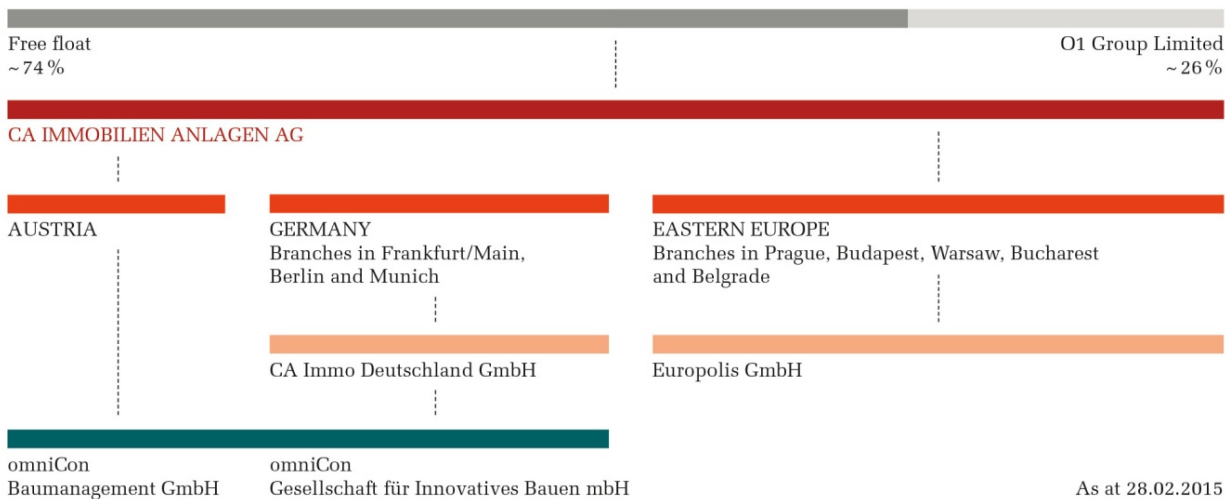 Free float
~ 74 %
O1 Group Limited
~ 26 %
CA IMMOBILIEN ANLAGEN AG
AUSTRIA
GERMANY
Branches in Frankfurt/Main,
Berlin and Munich
EASTERN EUROPE
Branches in Prague, Budapest, Warsaw, Bucharest
and Belgrade
CA Immo Deutschland GmbH
Europolis GmbH
omniCon
Baumanagement GmbH
omniCon
Gesellschaft für Innovatives Bauen mbH
As at 28.02.2015